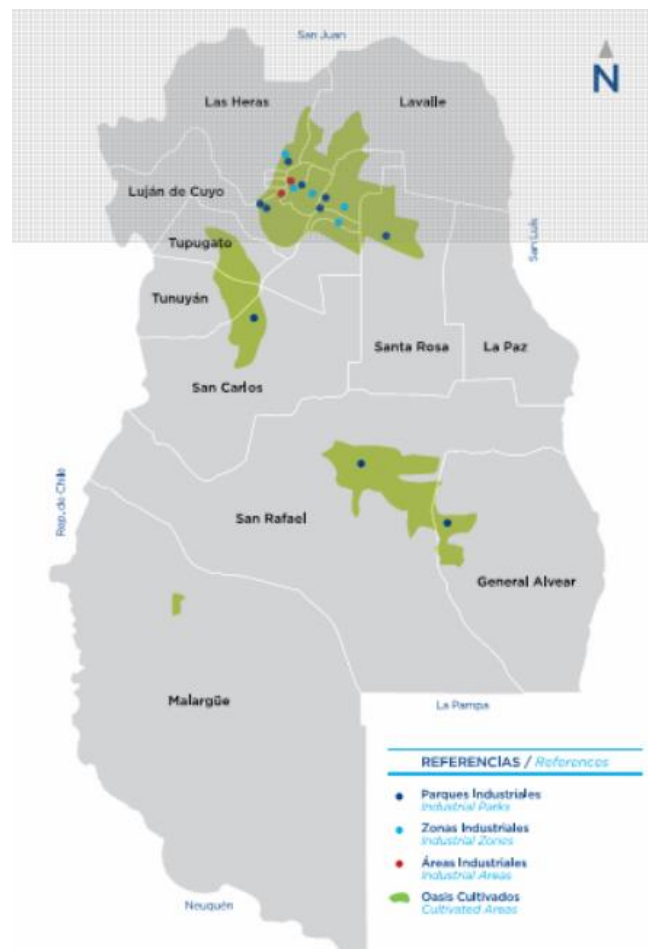 San Juan
N
Las Heras
Lavalle
Luján de Cuyo
Tupugato
San Luis
Tunuyán
Santa Rosa
La Paz
San Carlos
Rep. de Chile
San Rafael
General Alvear
Malargüe
La Pampa
REFERENCÍAS / References
Parques Industriales
Industrial Parks
Zonas Industriales
Industrial Zones
Áreas Industriales
Industrial Areas
Oasis Cultivados
Cultivated Areas
Neuquén